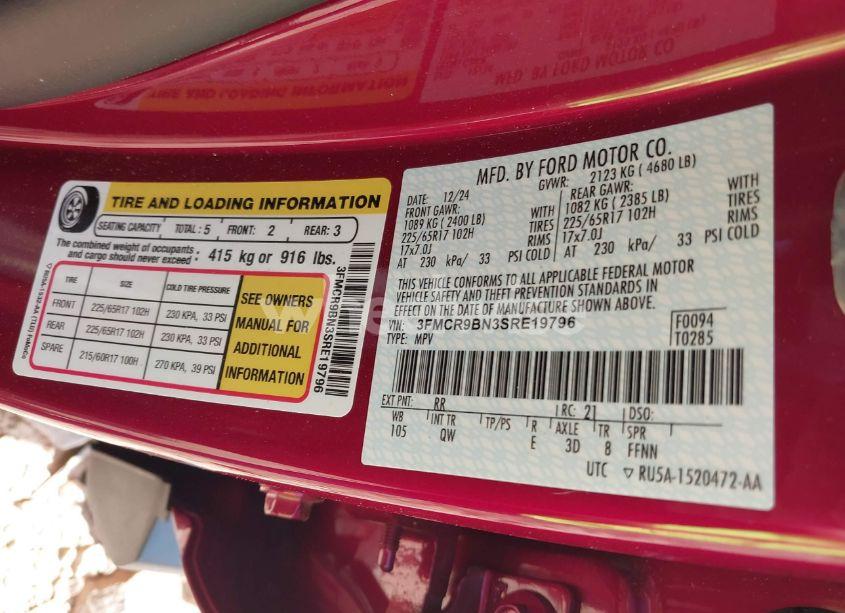 TIRE AND LOADING INFORMATION
SEATING CAPACITY TOTAL : 5 FRONT: 2 REAR: 3
The combined weight of occupants and cargo should never exceed : 415 kg or 916 lbs.
TIRE SIZE COLD TIRE PRESSURE
FRONT 225/65R17 102H 230 KPA, 33 PSI
REAR 225/65R17 102H 230 KPA, 33 PSI
SPARE 215/60R17 100H 270 KPA, 39 PSI
SEE OWNERS
MANUAL FOR
ADDITIONAL
INFORMATION
3FMCR9BN3SRE19796
MFD. BY FORD MOTOR CO.
DATE: 12/24 GVWR: 2123 KG ( 4680 LB)
FRONT GAWR: REAR GAWR:
1089 KG ( 2400 LB) WITH 1082 KG ( 2385 LB) WITH
225/65R17 102H TIRES 225/65R17 102H TIRES
17x7.0J RIMS 17x7.0J RIMS
AT 230 kPa/ 33 PSI COLD AT 230 kPa/ 33 PSI COLD
THIS VEHICLE CONFORMS TO ALL APPLICABLE FEDERAL MOTOR
VEHICLE SAFETY AND THEFT PREVENTION STANDARDS IN
EFFECT ON THE DATE OF MANUFACTURE SHOWN ABOVE.
VIN: 3FMCR9BN3SRE19796 F0094
TYPE: MPV T0285
EXT PNT: RR RC: 21 DSO:
WB INT TR TP/PS R AXLE TR SPR
105 QW E 3D 8 FFNN
UTC ▽ RU5A-1520472-AA